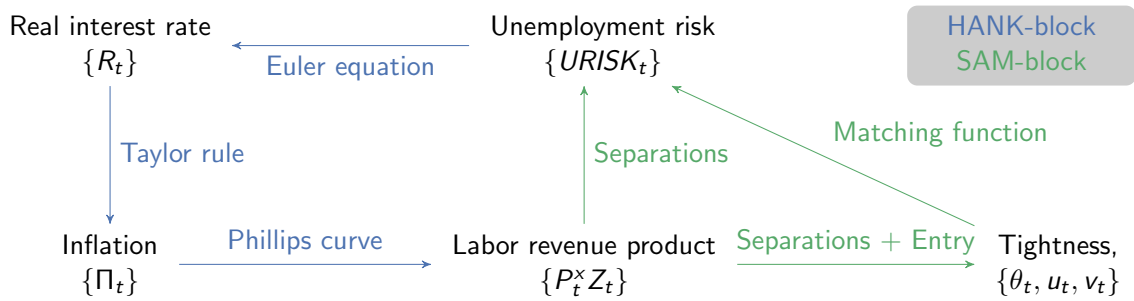 Real interest rate
{R_t}
Unemployment risk
{URISK_t}
HANK-block
SAM-block
Euler equation
Taylor rule
Separations
Matching function
Inflation
{Π_t}
Phillips curve
Labor revenue product
{P_t^x Z_t}
Separations + Entry
Tightness,
{θ_t, u_t, v_t}